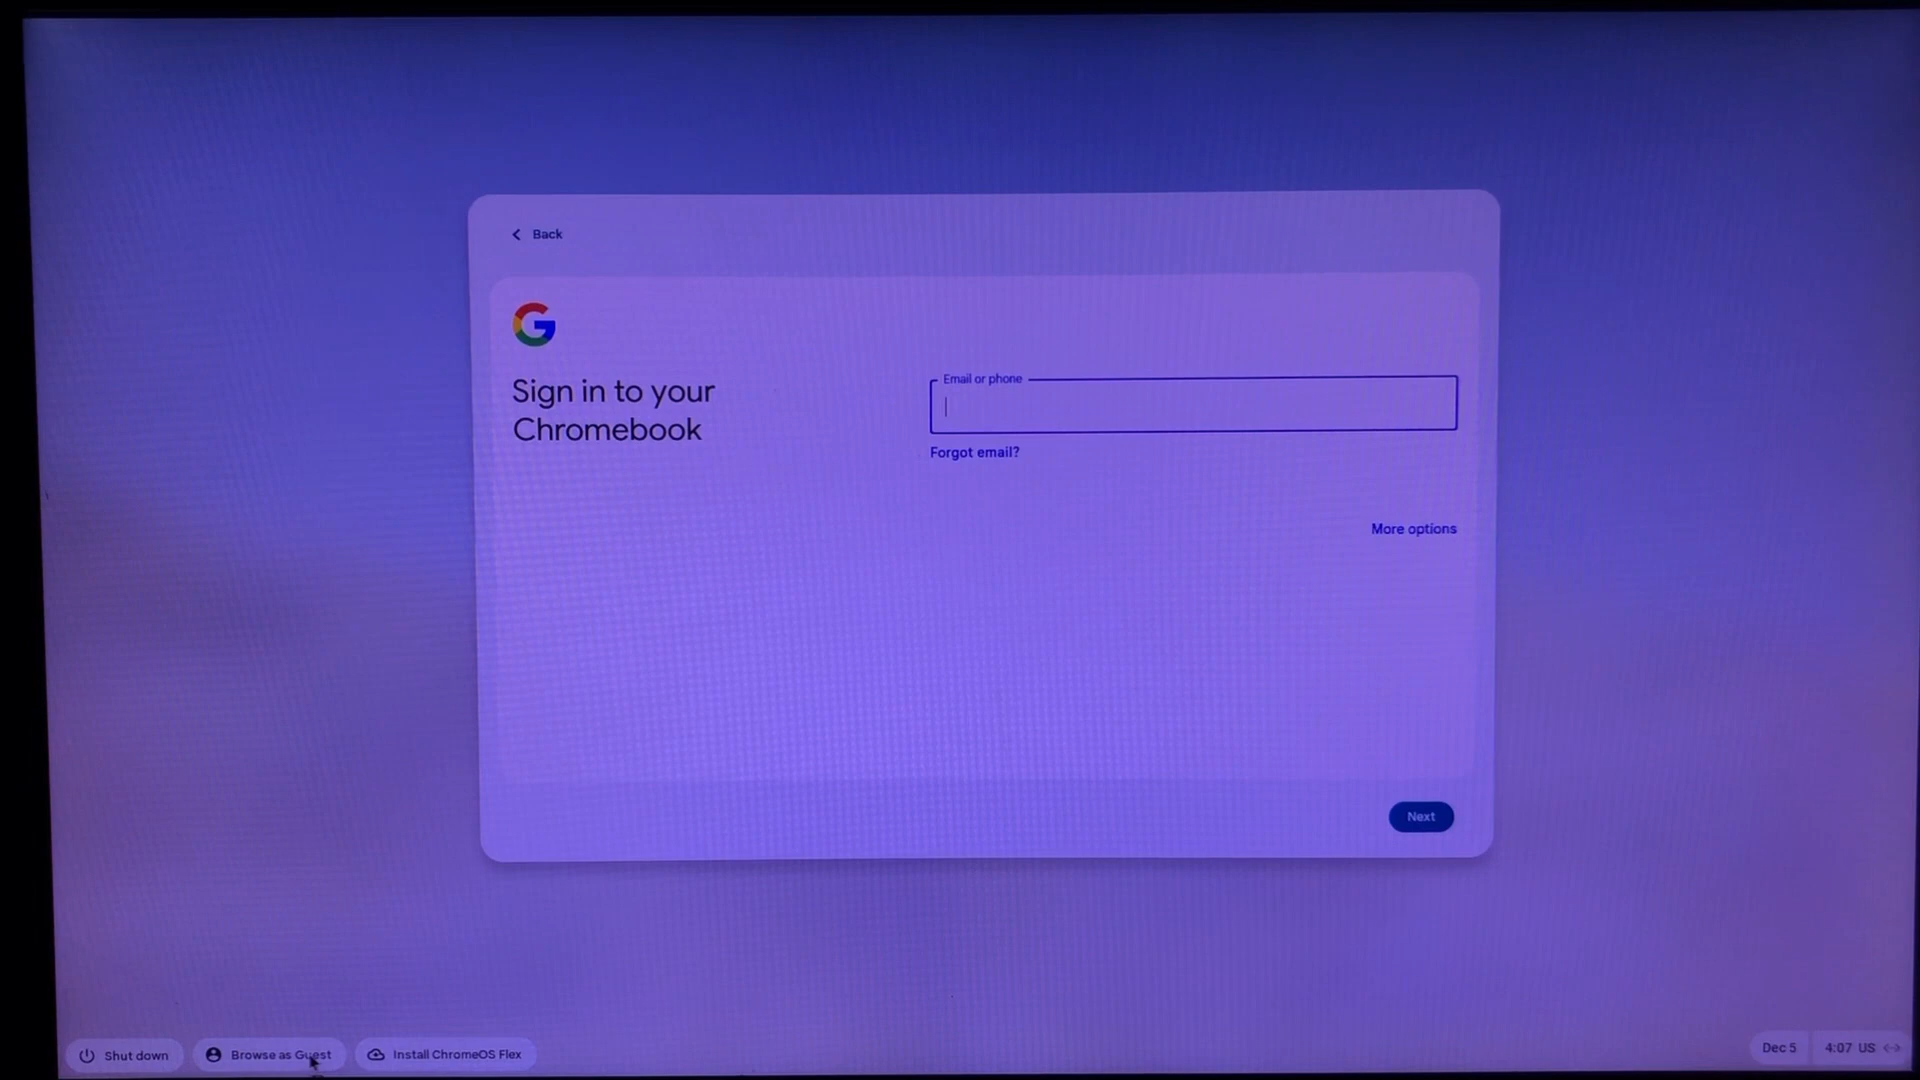 Back
Sign in to your
Chromebook
Email or phone
Forgot email?
More options
Next
Shut down
Browse as Guest
Install ChromeOS Flex
Dec 5
4:07 US